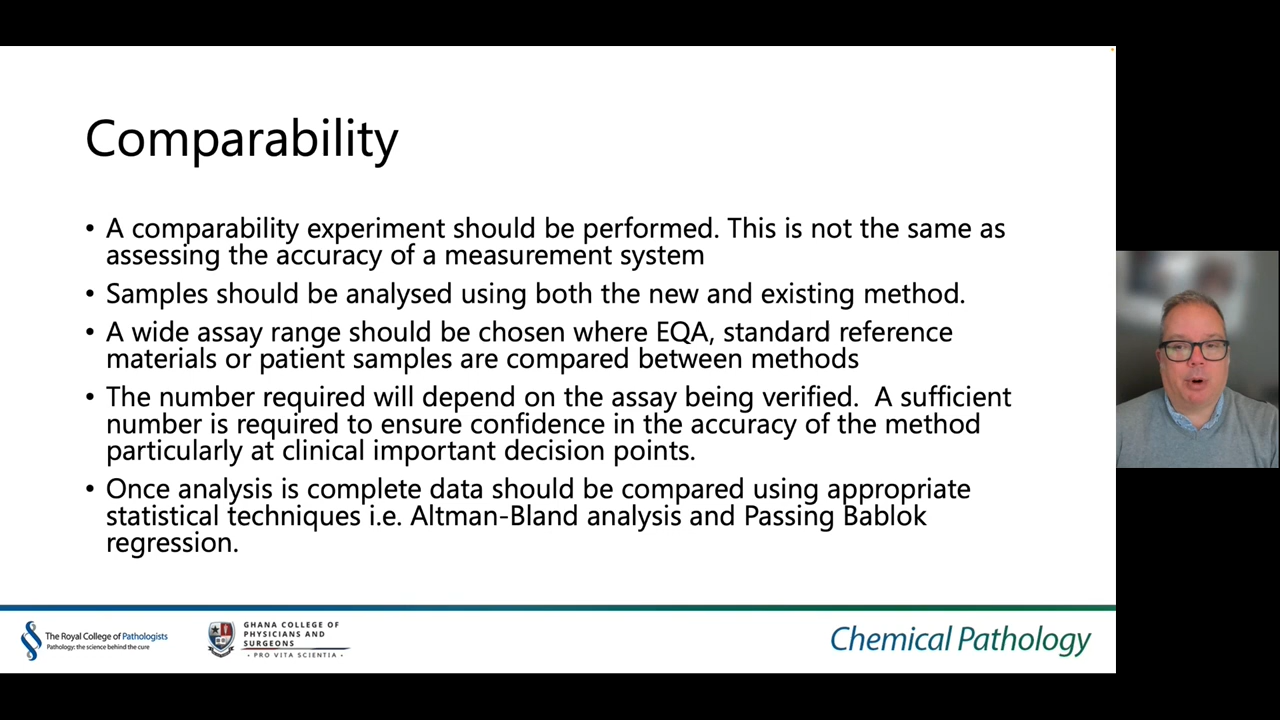 Comparability
• A comparability experiment should be performed. This is not the same as
assessing the accuracy of a measurement system
• Samples should be analysed using both the new and existing method.
• A wide assay range should be chosen where EQA, standard reference
materials or patient samples are compared between methods
• The number required will depend on the assay being verified.  A sufficient
number is required to ensure confidence in the accuracy of the method
particularly at clinical important decision points.
• Once analysis is complete data should be compared using appropriate
statistical techniques i.e. Altman-Bland analysis and Passing Bablok
regression.
The Royal College of Pathologists
Pathology: the science behind the cure
GHANA COLLEGE OF
PHYSICIANS AND
SURGEONS
• PRO VITA SCIENTIA •
Chemical Pathology